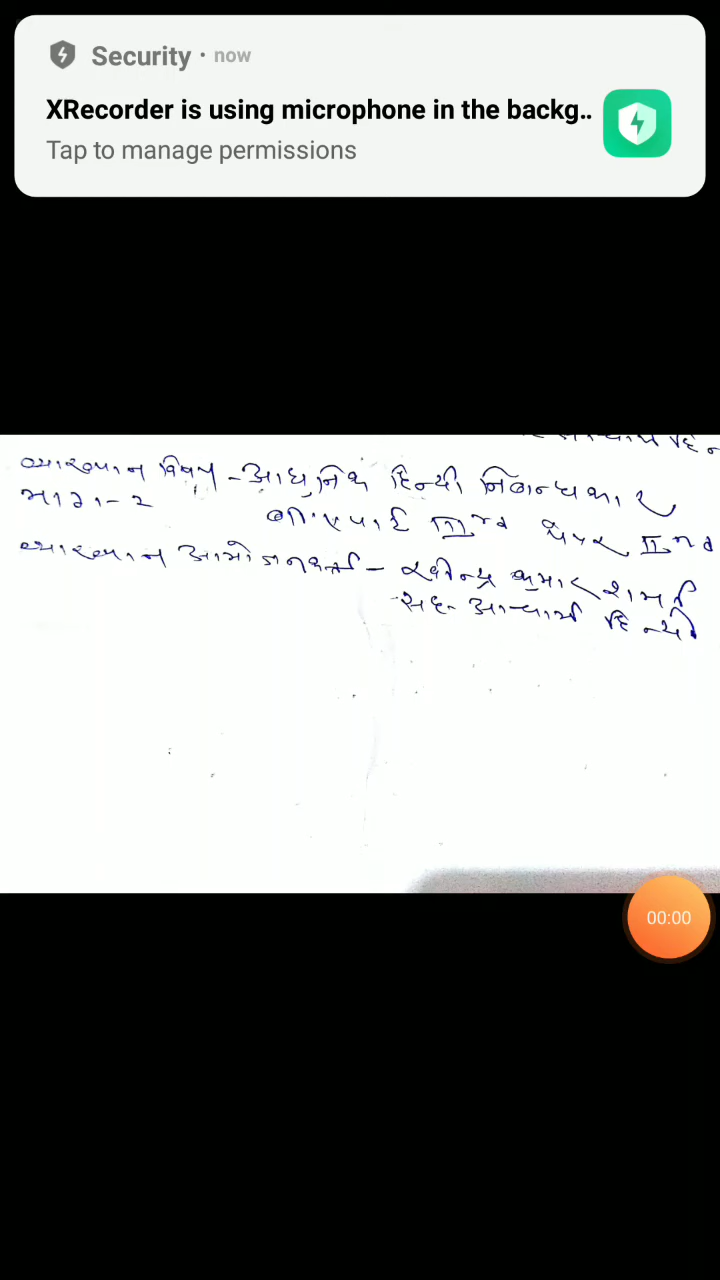 Security · now
XRecorder is using microphone in the backg..
Tap to manage permissions
व्याख्यान विषय - आधुनिक हिन्दी निबन्धकार
भाग - २
बी.ए पार्ट IIIrd पेपर IInd
व्याख्यान आयोजनकर्ता - रवीन्द्र कुमार शर्मा
सह- आचार्य हिन्दी
00:00